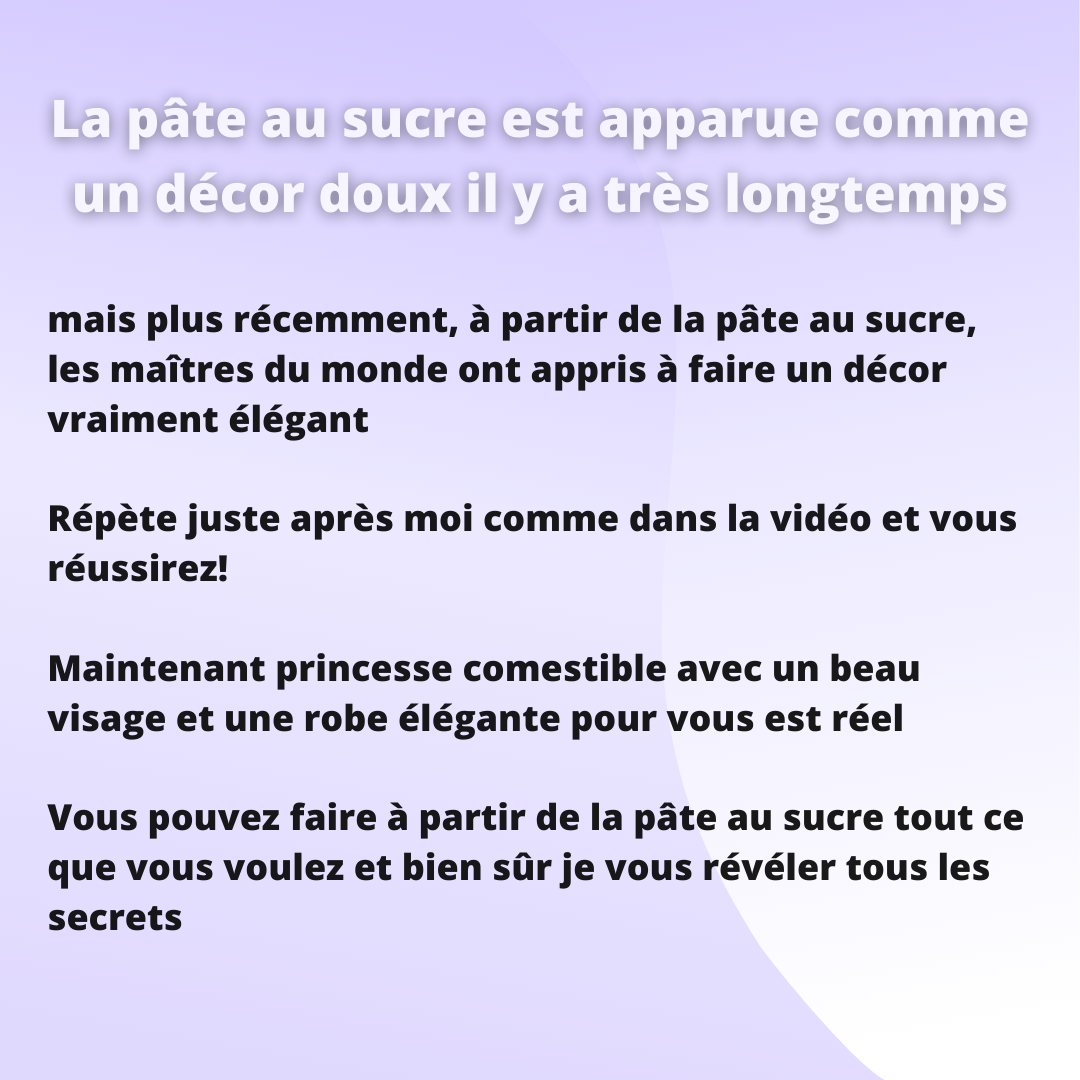 La pâte au sucre est apparue comme
un décor doux il y a très longtemps
mais plus récemment, à partir de la pâte au sucre,
les maîtres du monde ont appris à faire un décor
vraiment élégant
Répète juste après moi comme dans la vidéo et vous
réussirez!
Maintenant princesse comestible avec un beau
visage et une robe élégante pour vous est réel
Vous pouvez faire à partir de la pâte au sucre tout ce
que vous voulez et bien sûr je vous révéler tous les
secrets